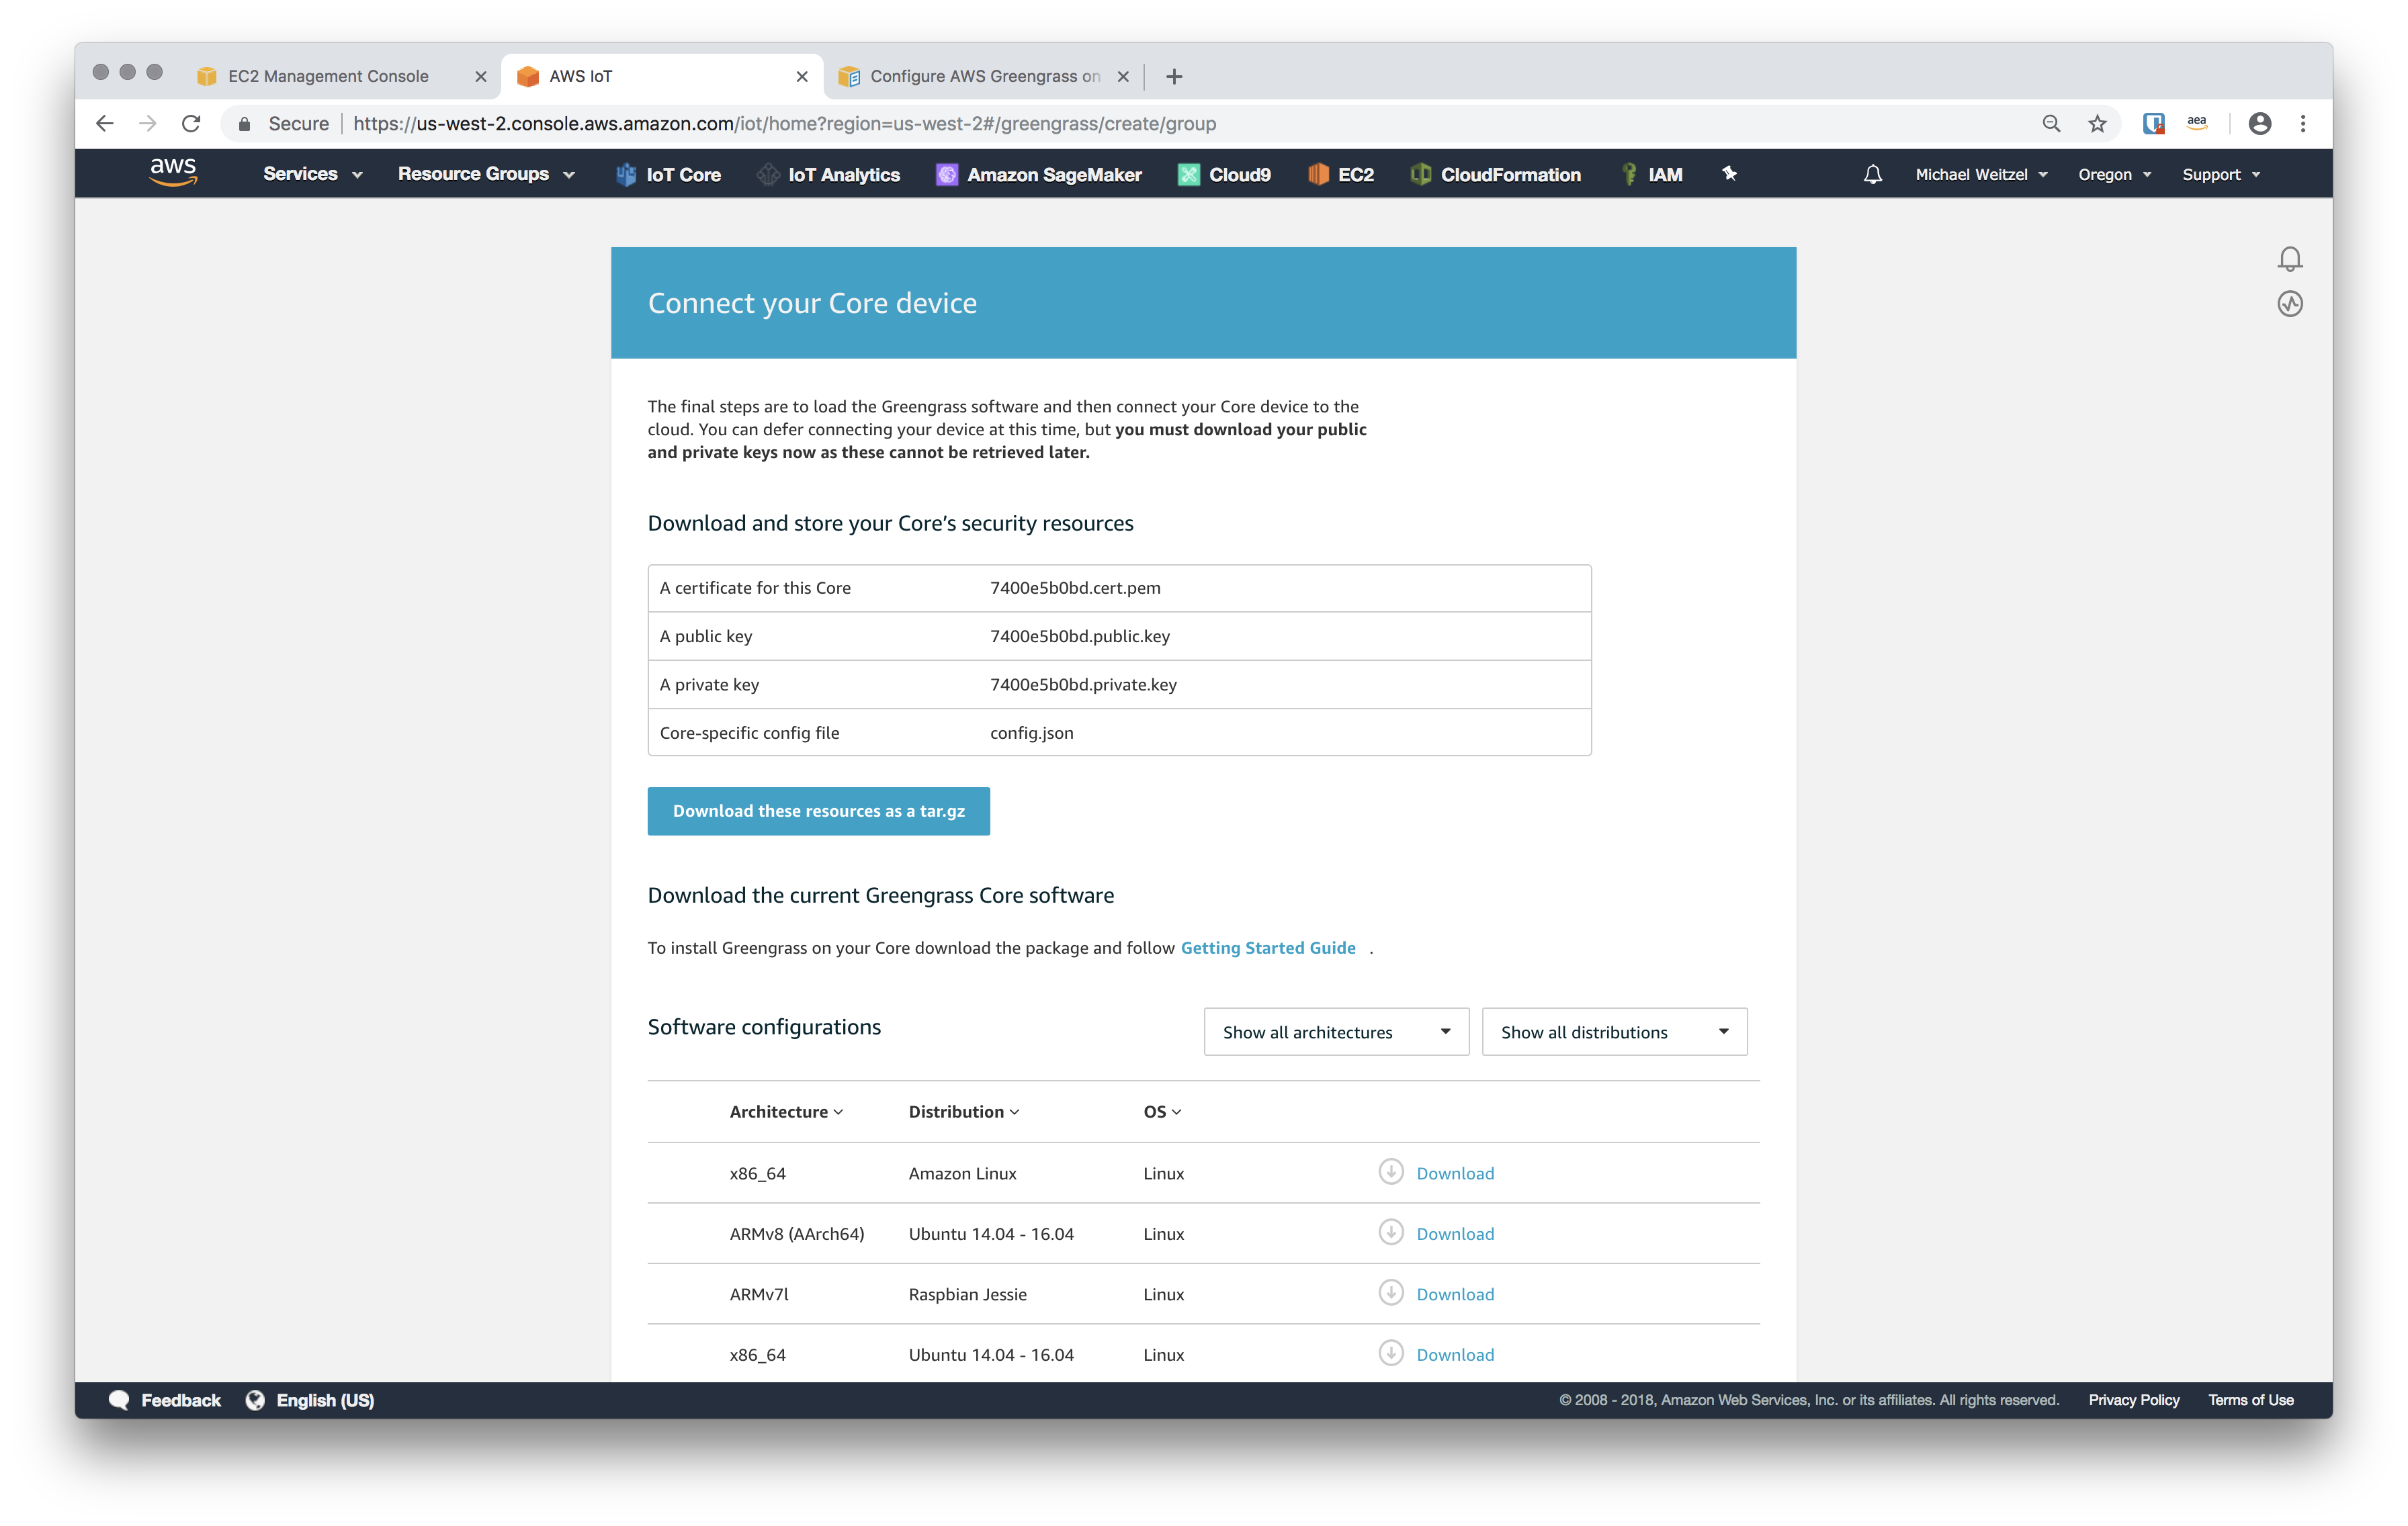 EC2 Management Console
AWS IoT
Configure AWS Greengrass on
Secure
https://us-west-2.console.aws.amazon.com/iot/home?region=us-west-2#/greengrass/create/group
aea
aws
Services
Resource Groups
IoT Core
IoT Analytics
Amazon SageMaker
Cloud9
EC2
CloudFormation
IAM
Michael Weitzel
Oregon
Support
Connect your Core device
The final steps are to load the Greengrass software and then connect your Core device to the
cloud. You can defer connecting your device at this time, but you must download your public
and private keys now as these cannot be retrieved later.
Download and store your Core’s security resources
A certificate for this Core 7400e5b0bd.cert.pem
A public key 7400e5b0bd.public.key
A private key 7400e5b0bd.private.key
Core-specific config file config.json
Download these resources as a tar.gz
Download the current Greengrass Core software
To install Greengrass on your Core download the package and follow Getting Started Guide .
Software configurations
Show all architectures
Show all distributions
Architecture Distribution OS
x86_64 Amazon Linux Linux Download
ARMv8 (AArch64) Ubuntu 14.04 - 16.04 Linux Download
ARMv7l Raspbian Jessie Linux Download
x86_64 Ubuntu 14.04 - 16.04 Linux Download
Feedback
English (US)
© 2008 - 2018, Amazon Web Services, Inc. or its affiliates. All rights reserved.
Privacy Policy
Terms of Use